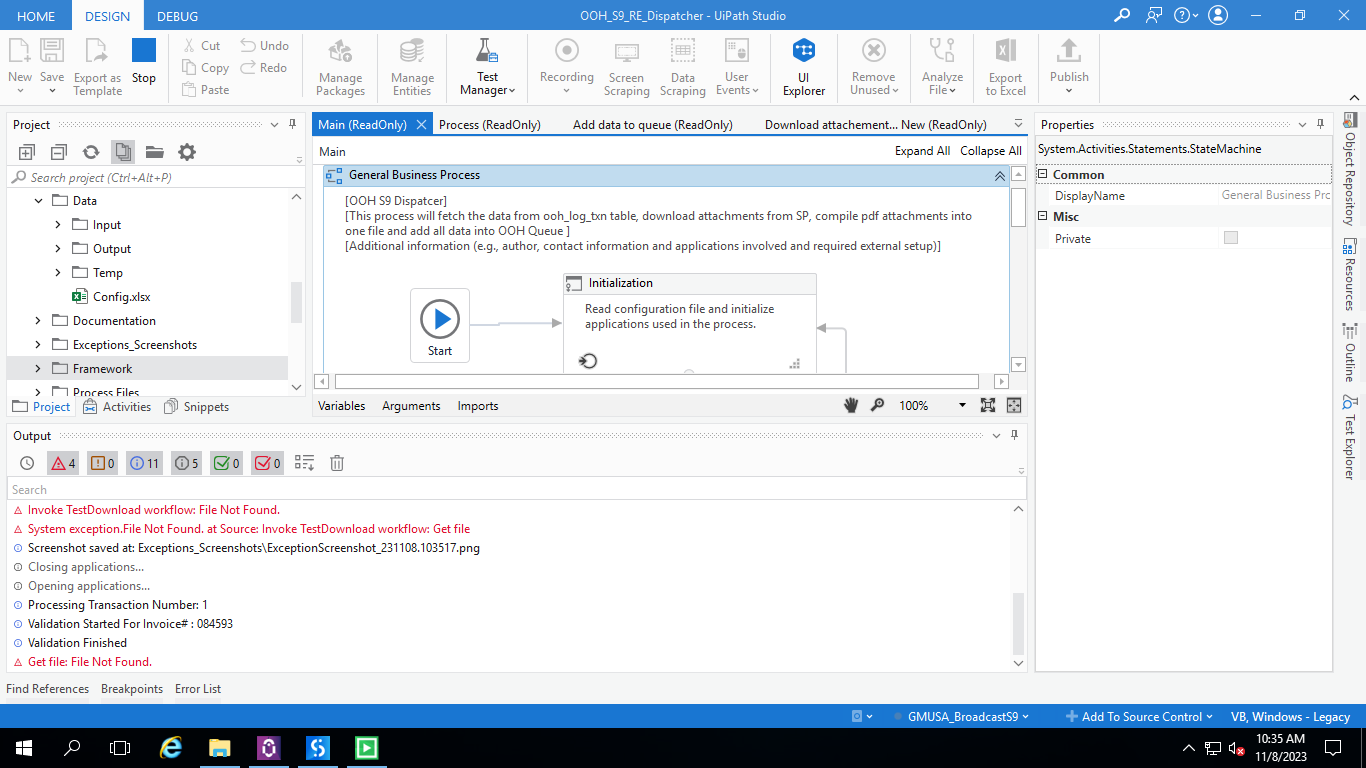 HOME DESIGN DEBUG
OOH_S9_RE_Dispatcher - UiPath Studio
New
Save
Export as
Template
Stop
Cut
Copy
Paste
Undo
Redo
Manage
Packages
Manage
Entities
Test
Manager
Recording
Screen
Scraping
Data
Scraping
User
Events
UI
Explorer
Remove
Unused
Analyze
File
Export
to Excel
Publish
Project
Search project (Ctrl+Alt+P)
Data
Input
Output
Temp
Config.xlsx
Documentation
Exceptions_Screenshots
Framework
Process Files
Project Activities Snippets
Main (ReadOnly) Process (ReadOnly) Add data to queue (ReadOnly) Download attachement... New (ReadOnly)
Main Expand All Collapse All
General Business Process
[OOH S9 Dispatcer]
[This process will fetch the data from ooh_log_txn table, download attachments from SP, compile pdf attachments into
one file and add all data into OOH Queue ]
[Additional information (e.g., author, contact information and applications involved and required external setup)]
Start
Initialization
Read configuration file and initialize
applications used in the process.
Variables Arguments Imports 100%
Properties
System.Activities.Statements.StateMachine
Common
DisplayName General Business Prc
Misc
Private
Object Repository
Resources
Outline
Test Explorer
Output
4 0 11 5 0 0
Search
Invoke TestDownload workflow: File Not Found.
System exception.File Not Found. at Source: Invoke TestDownload workflow: Get file
Screenshot saved at: Exceptions_Screenshots\ExceptionScreenshot_231108.103517.png
Closing applications...
Opening applications...
Processing Transaction Number: 1
Validation Started For Invoice# : 084593
Validation Finished
Get file: File Not Found.
Find References Breakpoints Error List
GMUSA_BroadcastS9 Add To Source Control VB, Windows - Legacy
10:35 AM
11/8/2023